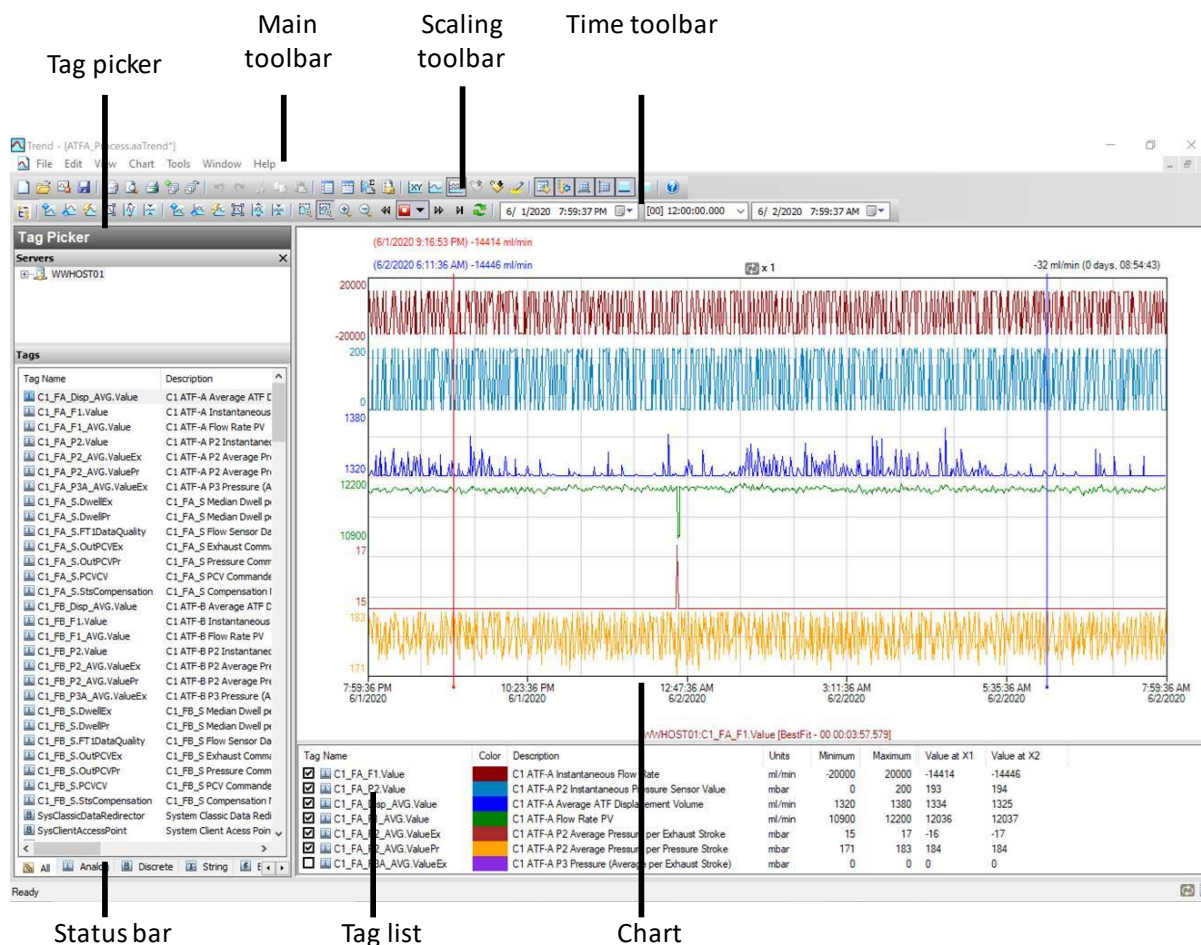 Main toolbar
Scaling toolbar
Time toolbar
Tag picker
Trend - [ATFA_Process.aaTrend*]
File Edit View Chart Tools Window Help
6/ 1/2020 7:59:37 PM [00] 12:00:00.000 6/ 2/2020 7:59:37 AM
Tag Picker
Servers
WWHOST01
Tags
Tag Name Description
C1_FA_Disp_AVG.Value C1 ATF-A Average ATF D
C1_FA_F1.Value C1 ATF-A Instantaneous
C1_FA_F1_AVG.Value C1 ATF-A Flow Rate PV
C1_FA_P2.Value C1 ATF-A P2 Instantanec
C1_FA_P2_AVG.ValueEx C1 ATF-A P2 Average Pre
C1_FA_P2_AVG.ValuePr C1 ATF-A P2 Average Pre
C1_FA_P3A_AVG.ValueEx C1 ATF-A P3 Pressure (A
C1_FA_S.DwellEx C1_FA_S Median Dwell pe
C1_FA_S.DwellPr C1_FA_S Median Dwell pe
C1_FA_S.FT1DataQuality C1_FA_S Flow Sensor Da
C1_FA_S.OutPCVEx C1_FA_S Exhaust Comma
C1_FA_S.OutPCVPr C1_FA_S Pressure Comm
C1_FA_S.PCVCV C1_FA_S PCV Commande
C1_FA_S.StsCompensation C1_FA_S Compensation
C1_FB_Disp_AVG.Value C1 ATF-B Average ATF D
C1_FB_F1.Value C1 ATF-B Instantaneous
C1_FB_F1_AVG.Value C1 ATF-B Flow Rate PV
C1_FB_P2.Value C1 ATF-B P2 Instantanec
C1_FB_P2_AVG.ValueEx C1 ATF-B P2 Average Pre
C1_FB_P2_AVG.ValuePr C1 ATF-B P2 Average Pre
C1_FB_P3A_AVG.ValueEx C1 ATF-B P3 Pressure (A
C1_FB_S.DwellEx C1_FB_S Median Dwell pe
C1_FB_S.DwellPr C1_FB_S Median Dwell pe
C1_FB_S.FT1DataQuality C1_FB_S Flow Sensor Da
C1_FB_S.OutPCVEx C1_FB_S Exhaust Comma
C1_FB_S.OutPCVPr C1_FB_S Pressure Comm
C1_FB_S.PCVCV C1_FB_S PCV Commande
C1_FB_S.StsCompensation C1_FB_S Compensation
SysClassicDataRedirector System Classic Data Redi
SysClientAccessPoint System Client Acess Poin
All Analog Discrete String E
Ready
(6/1/2020 9:16:53 PM) -14414 ml/min
(6/2/2020 6:11:36 AM) -14446 ml/min x 1 -32 ml/min (0 days, 08:54:43)
20000
-20000
200
0
1380
1320
12200
10900
17
15
183
171
7:59:36 PM 10:23:36 PM 12:47:36 AM 3:11:36 AM 5:35:36 AM 7:59:36 AM
6/1/2020 6/1/2020 6/2/2020 6/2/2020 6/2/2020 6/2/2020
WWHOST01:C1_FA_F1.Value [BestFit - 00 00:03:57.579]
Tag Name Color Description Units Minimum Maximum Value at X1 Value at X2
C1_FA_F1.Value C1 ATF-A Instantaneous Flow Rate ml/min -20000 20000 -14414 -14446
C1_FA_P2.Value C1 ATF-A P2 Instantaneous Pressure Sensor Value mbar 0 200 193 194
C1_FA_Disp_AVG.Value C1 ATF-A Average ATF Displacement Volume ml/min 1320 1380 1334 1325
C1_FA_F1_AVG.Value C1 ATF-A Flow Rate PV ml/min 10900 12200 12036 12037
C1_FA_P2_AVG.ValueEx C1 ATF-A P2 Average Pressure per Exhaust Stroke mbar 15 17 -16 -17
C1_FA_P2_AVG.ValuePr C1 ATF-A P2 Average Pressure per Pressure Stroke mbar 171 183 184 184
C1_FA_P3A_AVG.ValueEx C1 ATF-A P3 Pressure (Average per Exhaust Stroke) mbar 0 0 0 0
Status bar
Tag list
Chart